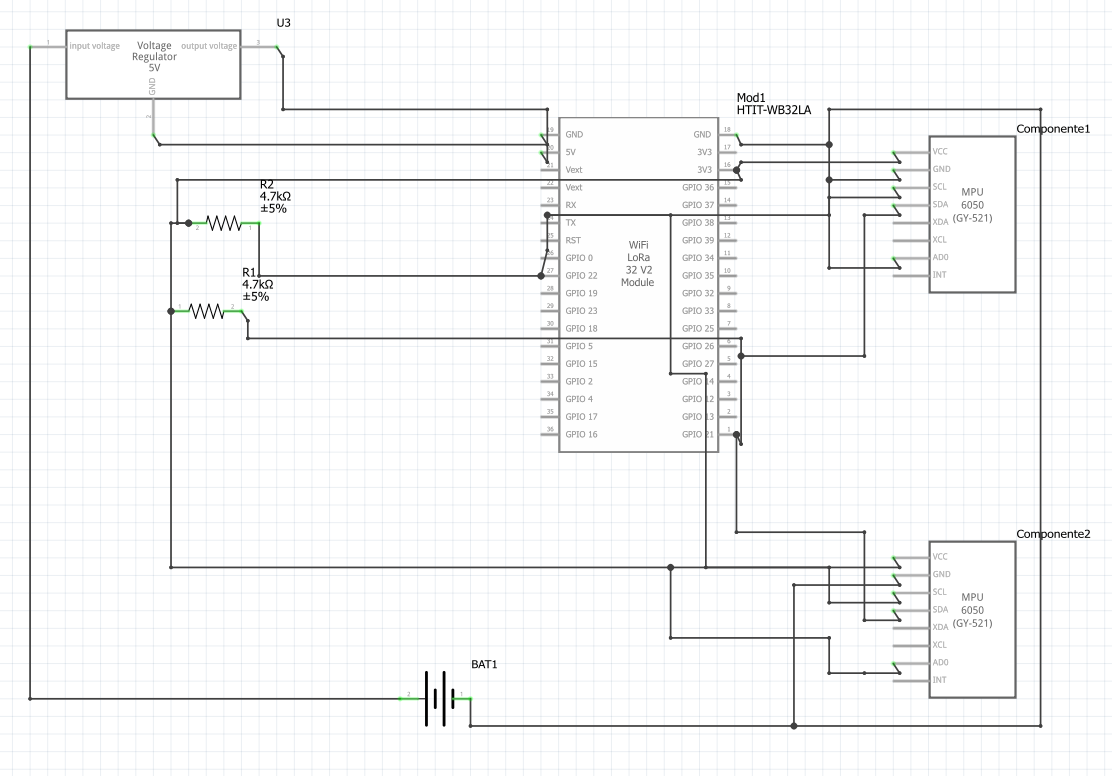 U3
1
input voltage
Voltage
Regulator
5V
output voltage
3
GND
2
Mod1
HTIT-WB32LA
19
GND
GND
18
20
5V
3V3
17
21
Vext
3V3
16
22
Vext
GPIO 36
15
23
RX
GPIO 37
14
TX
GPIO 38
13
25
RST
GPIO 39
12
26
GPIO 0
GPIO 34
11
27
GPIO 22
GPIO 35
10
28
GPIO 19
GPIO 32
9
29
GPIO 23
GPIO 33
8
30
GPIO 18
GPIO 25
7
31
GPIO 5
GPIO 26
6
32
GPIO 15
GPIO 27
5
33
GPIO 2
GPIO 14
4
34
GPIO 4
GPIO 12
3
35
GPIO 17
GPIO 13
2
36
GPIO 16
GPIO 21
1
WiFi
LoRa
32 V2
Module
R2
4.7kΩ
±5%
2
1
R1
4.7kΩ
±5%
1
2
Componente1
VCC
GND
SCL
SDA
XDA
XCL
AD0
INT
MPU
6050
(GY-521)
Componente2
VCC
GND
SCL
SDA
XDA
XCL
AD0
INT
MPU
6050
(GY-521)
BAT1
2
1